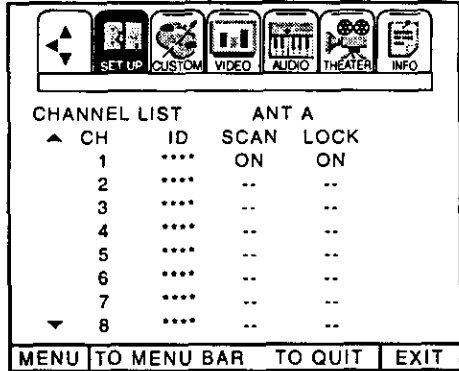 SET UP CUSTOM VIDEO AUDIO THEATER INFO
CHANNEL LIST ANT A
CH ID SCAN LOCK
1 **** ON ON
2 **** -- --
3 **** -- --
4 **** -- --
5 **** -- --
6 **** -- --
7 **** -- --
8 **** -- --
MENU TO MENU BAR TO QUIT EXIT